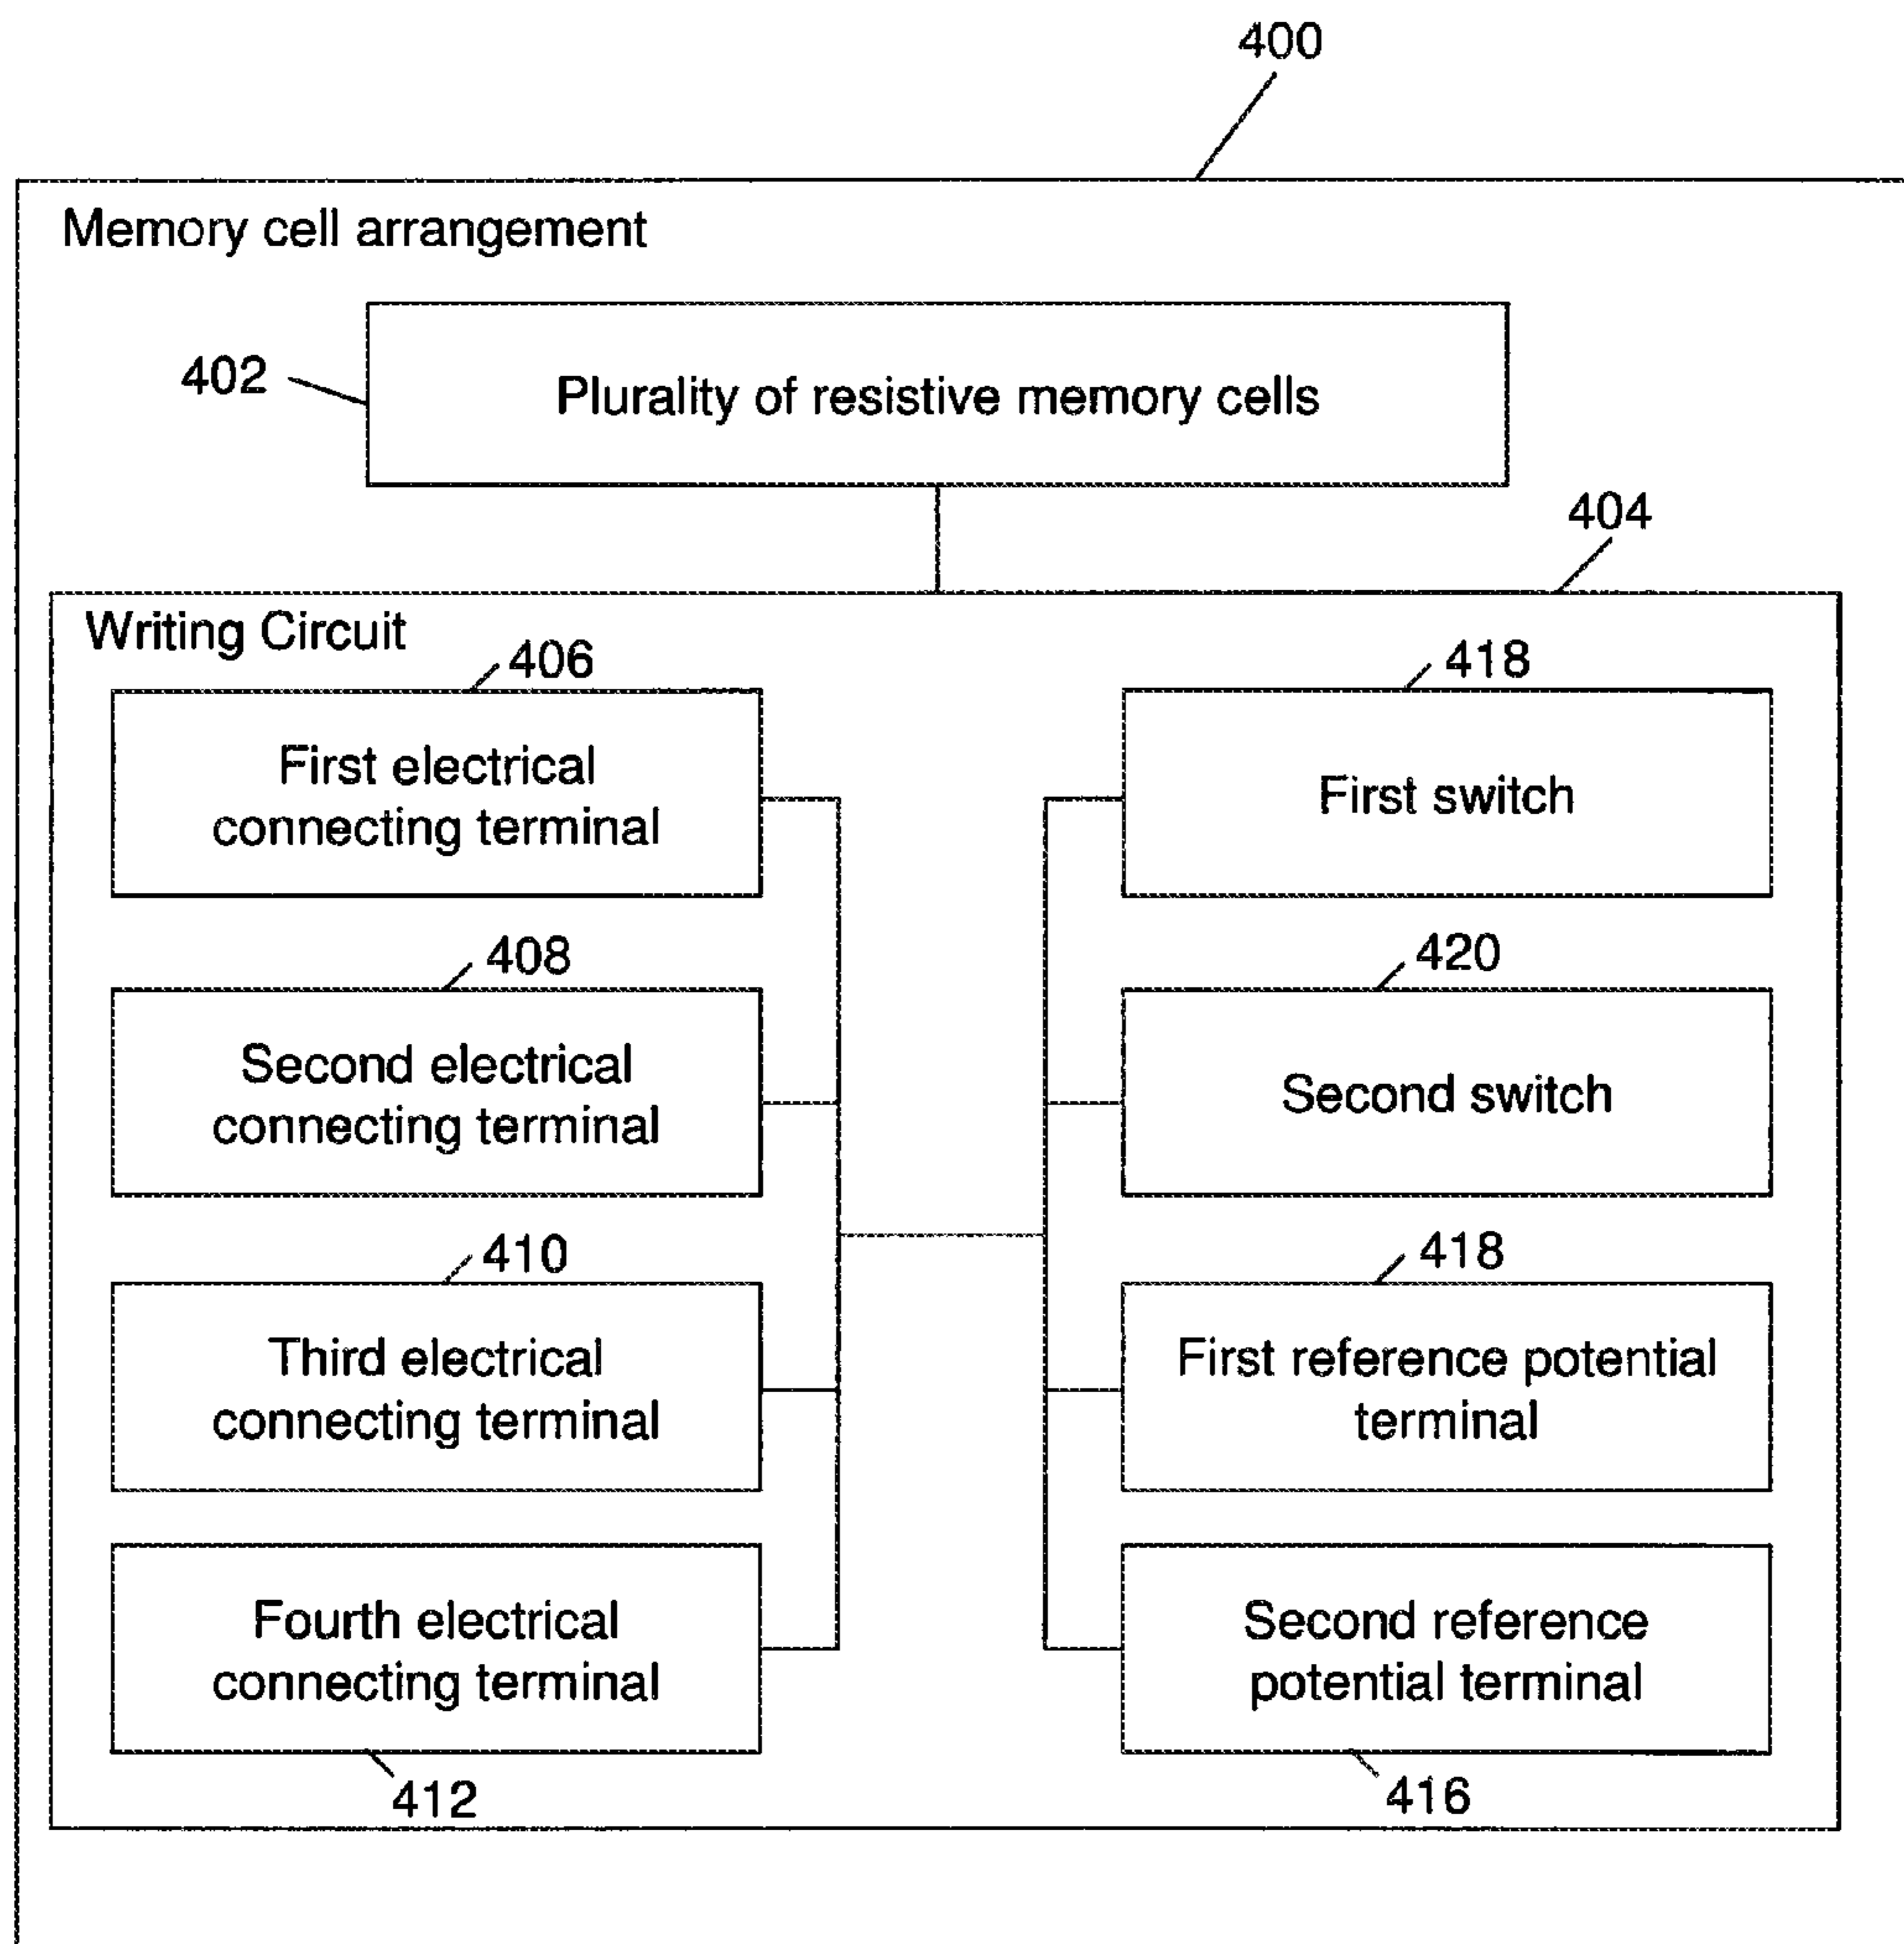 400
Memory cell arrangement
402
Plurality of resistive memory cells
404
Writing Circuit
406
First electrical
connecting terminal
408
Second electrical
connecting terminal
410
Third electrical
connecting terminal
Fourth electrical
connecting terminal
412
418
First switch
420
Second switch
418
First reference potential
terminal
Second reference
potential terminal
416